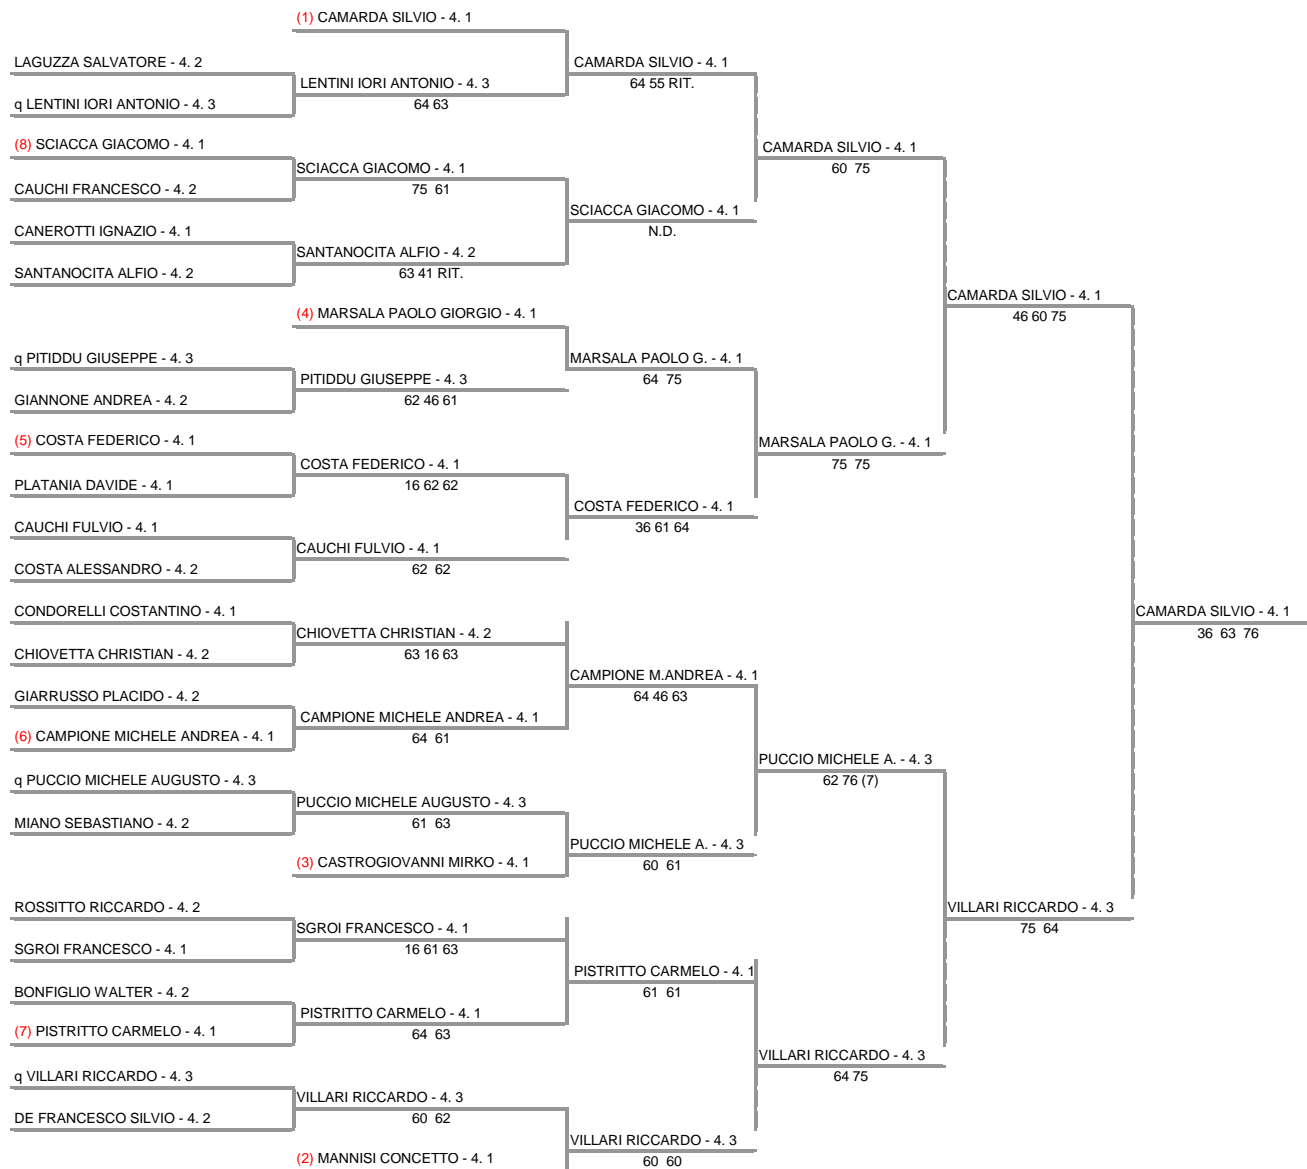 (1) CAMARDA SILVIO - 4. 1
LAGUZZA SALVATORE - 4. 2
CAMARDA SILVIO - 4. 1
LENTINI IORI ANTONIO - 4. 3
64 55 RIT.
q LENTINI IORI ANTONIO - 4. 3
64 63
(8) SCIACCA GIACOMO - 4. 1
CAMARDA SILVIO - 4. 1
SCIACCA GIACOMO - 4. 1
60 75
CAUCHI FRANCESCO - 4. 2
75 61
SCIACCA GIACOMO - 4. 1
CANEROTTI IGNAZIO - 4. 1
N.D.
SANTANOCITA ALFIO - 4. 2
SANTANOCITA ALFIO - 4. 2
63 41 RIT.
CAMARDA SILVIO - 4. 1
(4) MARSALA PAOLO GIORGIO - 4. 1
46 60 75
q PITIDDU GIUSEPPE - 4. 3
MARSALA PAOLO G. - 4. 1
PITIDDU GIUSEPPE - 4. 3
64 75
GIANNONE ANDREA - 4. 2
62 46 61
(5) COSTA FEDERICO - 4. 1
MARSALA PAOLO G. - 4. 1
COSTA FEDERICO - 4. 1
75 75
PLATANIA DAVIDE - 4. 1
16 62 62
COSTA FEDERICO - 4. 1
CAUCHI FULVIO - 4. 1
36 61 64
CAUCHI FULVIO - 4. 1
COSTA ALESSANDRO - 4. 2
62 62
CONDORELLI COSTANTINO - 4. 1
CAMARDA SILVIO - 4. 1
CHIOVETTA CHRISTIAN - 4. 2
36 63 76
CHIOVETTA CHRISTIAN - 4. 2
63 16 63
CAMPIONE M.ANDREA - 4. 1
GIARRUSSO PLACIDO - 4. 2
64 46 63
CAMPIONE MICHELE ANDREA - 4. 1
(6) CAMPIONE MICHELE ANDREA - 4. 1
64 61
PUCCIO MICHELE A. - 4. 3
q PUCCIO MICHELE AUGUSTO - 4. 3
62 76 (7)
PUCCIO MICHELE AUGUSTO - 4. 3
MIANO SEBASTIANO - 4. 2
61 63
PUCCIO MICHELE A. - 4. 3
(3) CASTROGIOVANNI MIRKO - 4. 1
60 61
ROSSITTO RICCARDO - 4. 2
VILLARI RICCARDO - 4. 3
SGROI FRANCESCO - 4. 1
75 64
SGROI FRANCESCO - 4. 1
16 61 63
PISTRITTO CARMELO - 4. 1
BONFIGLIO WALTER - 4. 2
61 61
PISTRITTO CARMELO - 4. 1
(7) PISTRITTO CARMELO - 4. 1
64 63
VILLARI RICCARDO - 4. 3
q VILLARI RICCARDO - 4. 3
64 75
VILLARI RICCARDO - 4. 3
DE FRANCESCO SILVIO - 4. 2
60 62
VILLARI RICCARDO - 4. 3
(2) MANNISI CONCETTO - 4. 1
60 60